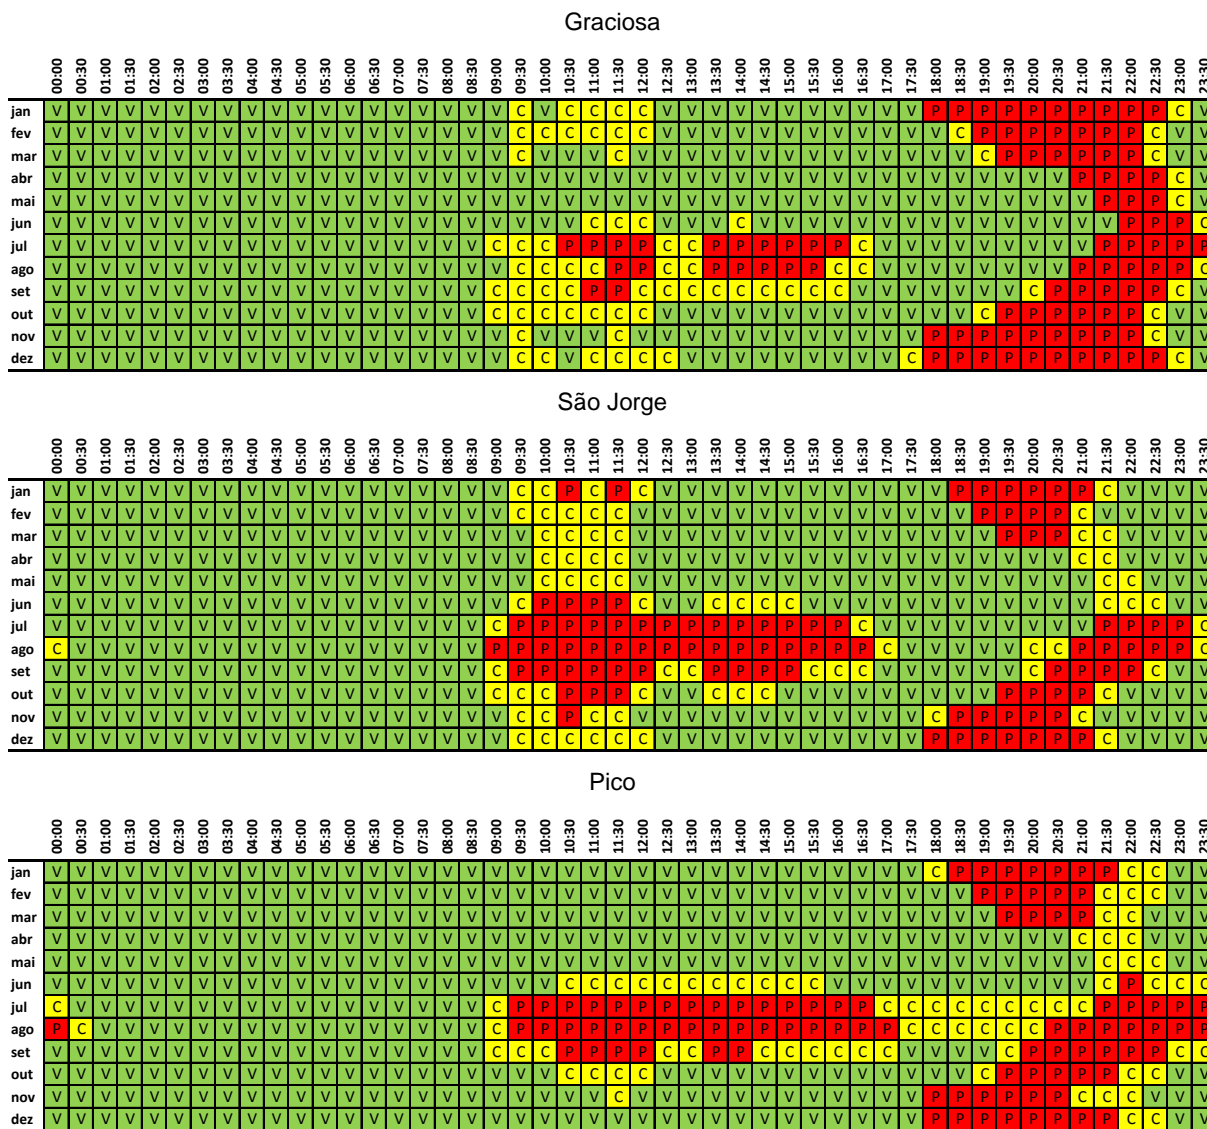 Graciosa
00:00 00:30 01:00 01:30 02:00 02:30 03:00 03:30 04:00 04:30 05:00 05:30 06:00 06:30 07:00 07:30 08:00 08:30 09:00 09:30 10:00 10:30 11:00 11:30 12:00 12:30 13:00 13:30 14:00 14:30 15:00 15:30 16:00 16:30 17:00 17:30 18:00 18:30 19:00 19:30 20:00 20:30 21:00 21:30 22:00 22:30 23:00 23:30
jan V V V V V V V V V V V V V V V V V V V C V C C C C V V V V V V V V V V V P P P P P P P P P P C V
fev V V V V V V V V V V V V V V V V V V V C C C C C C V V V V V V V V V V V V C P P P P P P P C V V
mar V V V V V V V V V V V V V V V V V V V C V V V C V V V V V V V V V V V V V V C P P P P P P C V V
abr V V V V V V V V V V V V V V V V V V V V V V V V V V V V V V V V V V V V V V V V V V P P P P C V
mai V V V V V V V V V V V V V V V V V V V V V V V V V V V V V V V V V V V V V V V V V V V P P P C V
jun V V V V V V V V V V V V V V V V V V V V V V C C C V V V C V V V V V V V V V V V V V V V P P P C
jul V V V V V V V V V V V V V V V V V V C C C P P P P C C P P P P P P C V V V V V V V V V P P P P P
ago V V V V V V V V V V V V V V V V V V V C C C C P P C C P P P P P C C V V V V V V V V P P P P P C
set V V V V V V V V V V V V V V V V V V C C C C P P C C C C C C C C C V V V V V V V C P P P P P C V
out V V V V V V V V V V V V V V V V V V C C C C C C C V V V V V V V V V V V V V C P P P P P P C V V
nov V V V V V V V V V V V V V V V V V V V C V V V C V V V V V V V V V V V V P P P P P P P P P C V V
dez V V V V V V V V V V V V V V V V V V V C C V C C C C V V V V V V V V V C P P P P P P P P P P C V
São Jorge
00:00 00:30 01:00 01:30 02:00 02:30 03:00 03:30 04:00 04:30 05:00 05:30 06:00 06:30 07:00 07:30 08:00 08:30 09:00 09:30 10:00 10:30 11:00 11:30 12:00 12:30 13:00 13:30 14:00 14:30 15:00 15:30 16:00 16:30 17:00 17:30 18:00 18:30 19:00 19:30 20:00 20:30 21:00 21:30 22:00 22:30 23:00 23:30
jan V V V V V V V V V V V V V V V V V V V C C P C P C V V V V V V V V V V V V P P P P P P C V V V V
fev V V V V V V V V V V V V V V V V V V V C C C C C V V V V V V V V V V V V V V P P P P C V V V V V
mar V V V V V V V V V V V V V V V V V V V V C C C C V V V V V V V V V V V V V V V P P P C C V V V V
abr V V V V V V V V V V V V V V V V V V V V C C C C V V V V V V V V V V V V V V V V V V C C V V V V
mai V V V V V V V V V V V V V V V V V V V V C C C C V V V V V V V V V V V V V V V V V V V C C V V V
jun V V V V V V V V V V V V V V V V V V V C P P P P C V V C C C C V V V V V V V V V V V V C C C V V
jul V V V V V V V V V V V V V V V V V V C P P P P P P P P P P P P P P C V V V V V V V V V P P P P C
ago C V V V V V V V V V V V V V V V V V P P P P P P P P P P P P P P P P C V V V V V C C P P P P P C
set V V V V V V V V V V V V V V V V V V C P P P P P P C C P P P P C C C V V V V V V C P P P P C V V
out V V V V V V V V V V V V V V V V V V C C C P P P C V V C C C V V V V V V V V V P P P P C V V V V
nov V V V V V V V V V V V V V V V V V V V C C P C C V V V V V V V V V V V V C P P P P P C V V V V V
dez V V V V V V V V V V V V V V V V V V V C C C C C C V V V V V V V V V V V P P P P P P P C V V V V
Pico
00:00 00:30 01:00 01:30 02:00 02:30 03:00 03:30 04:00 04:30 05:00 05:30 06:00 06:30 07:00 07:30 08:00 08:30 09:00 09:30 10:00 10:30 11:00 11:30 12:00 12:30 13:00 13:30 14:00 14:30 15:00 15:30 16:00 16:30 17:00 17:30 18:00 18:30 19:00 19:30 20:00 20:30 21:00 21:30 22:00 22:30 23:00 23:30
jan V V V V V V V V V V V V V V V V V V V V V V V V V V V V V V V V V V V V C P P P P P P P C C V V
fev V V V V V V V V V V V V V V V V V V V V V V V V V V V V V V V V V V V V V V P P P P P C C C V V
mar V V V V V V V V V V V V V V V V V V V V V V V V V V V V V V V V V V V V V V V P P P P C C V V V
abr V V V V V V V V V V V V V V V V V V V V V V V V V V V V V V V V V V V V V V V V V V C C C V V V
mai V V V V V V V V V V V V V V V V V V V V V V V V V V V V V V V V V V V V V V V V V V V C C C V V
jun V V V V V V V V V V V V V V V V V V V V V C C C C C C C C C C C V V V V V V V V V V V C P C C C
jul C V V V V V V V V V V V V V V V V V C P P P P P P P P P P P P P P P C C C C C C C C C P P P P P
ago P C V V V V V V V V V V V V V V V V C P P P P P P P P P P P P P P P P C C C C C C P P P P P P P
set V V V V V V V V V V V V V V V V V V C C C P P P P C C P P C C C C C C V V V V C P P P P P P C C
out V V V V V V V V V V V V V V V V V V V V V C C C C V V V V V V V V V V V V V C P P P P P C C V V
nov V V V V V V V V V V V V V V V V V V V V V V V C V V V V V V V V V V V V P P P P P P C C C V V V
dez V V V V V V V V V V V V V V V V V V V V V V V V V V V V V V V V V V V V P P P P P P P P C C V V